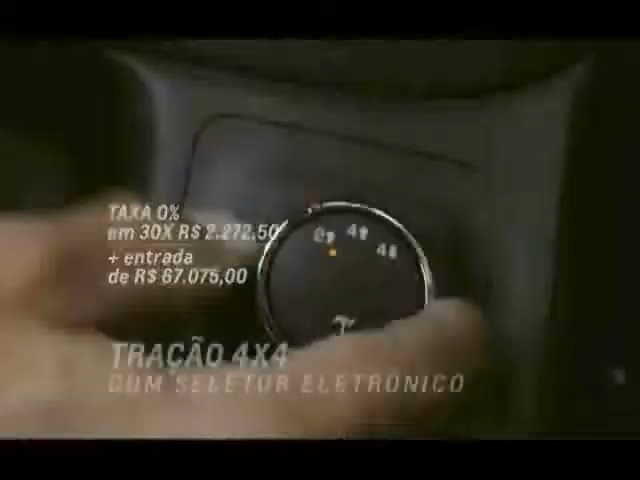 TAXA 0%
em 30X R$ 2.272,50
+ entrada
de R$ 67.075,00
TRAÇÃO 4X4
COM SELETOR ELETRÔNICO